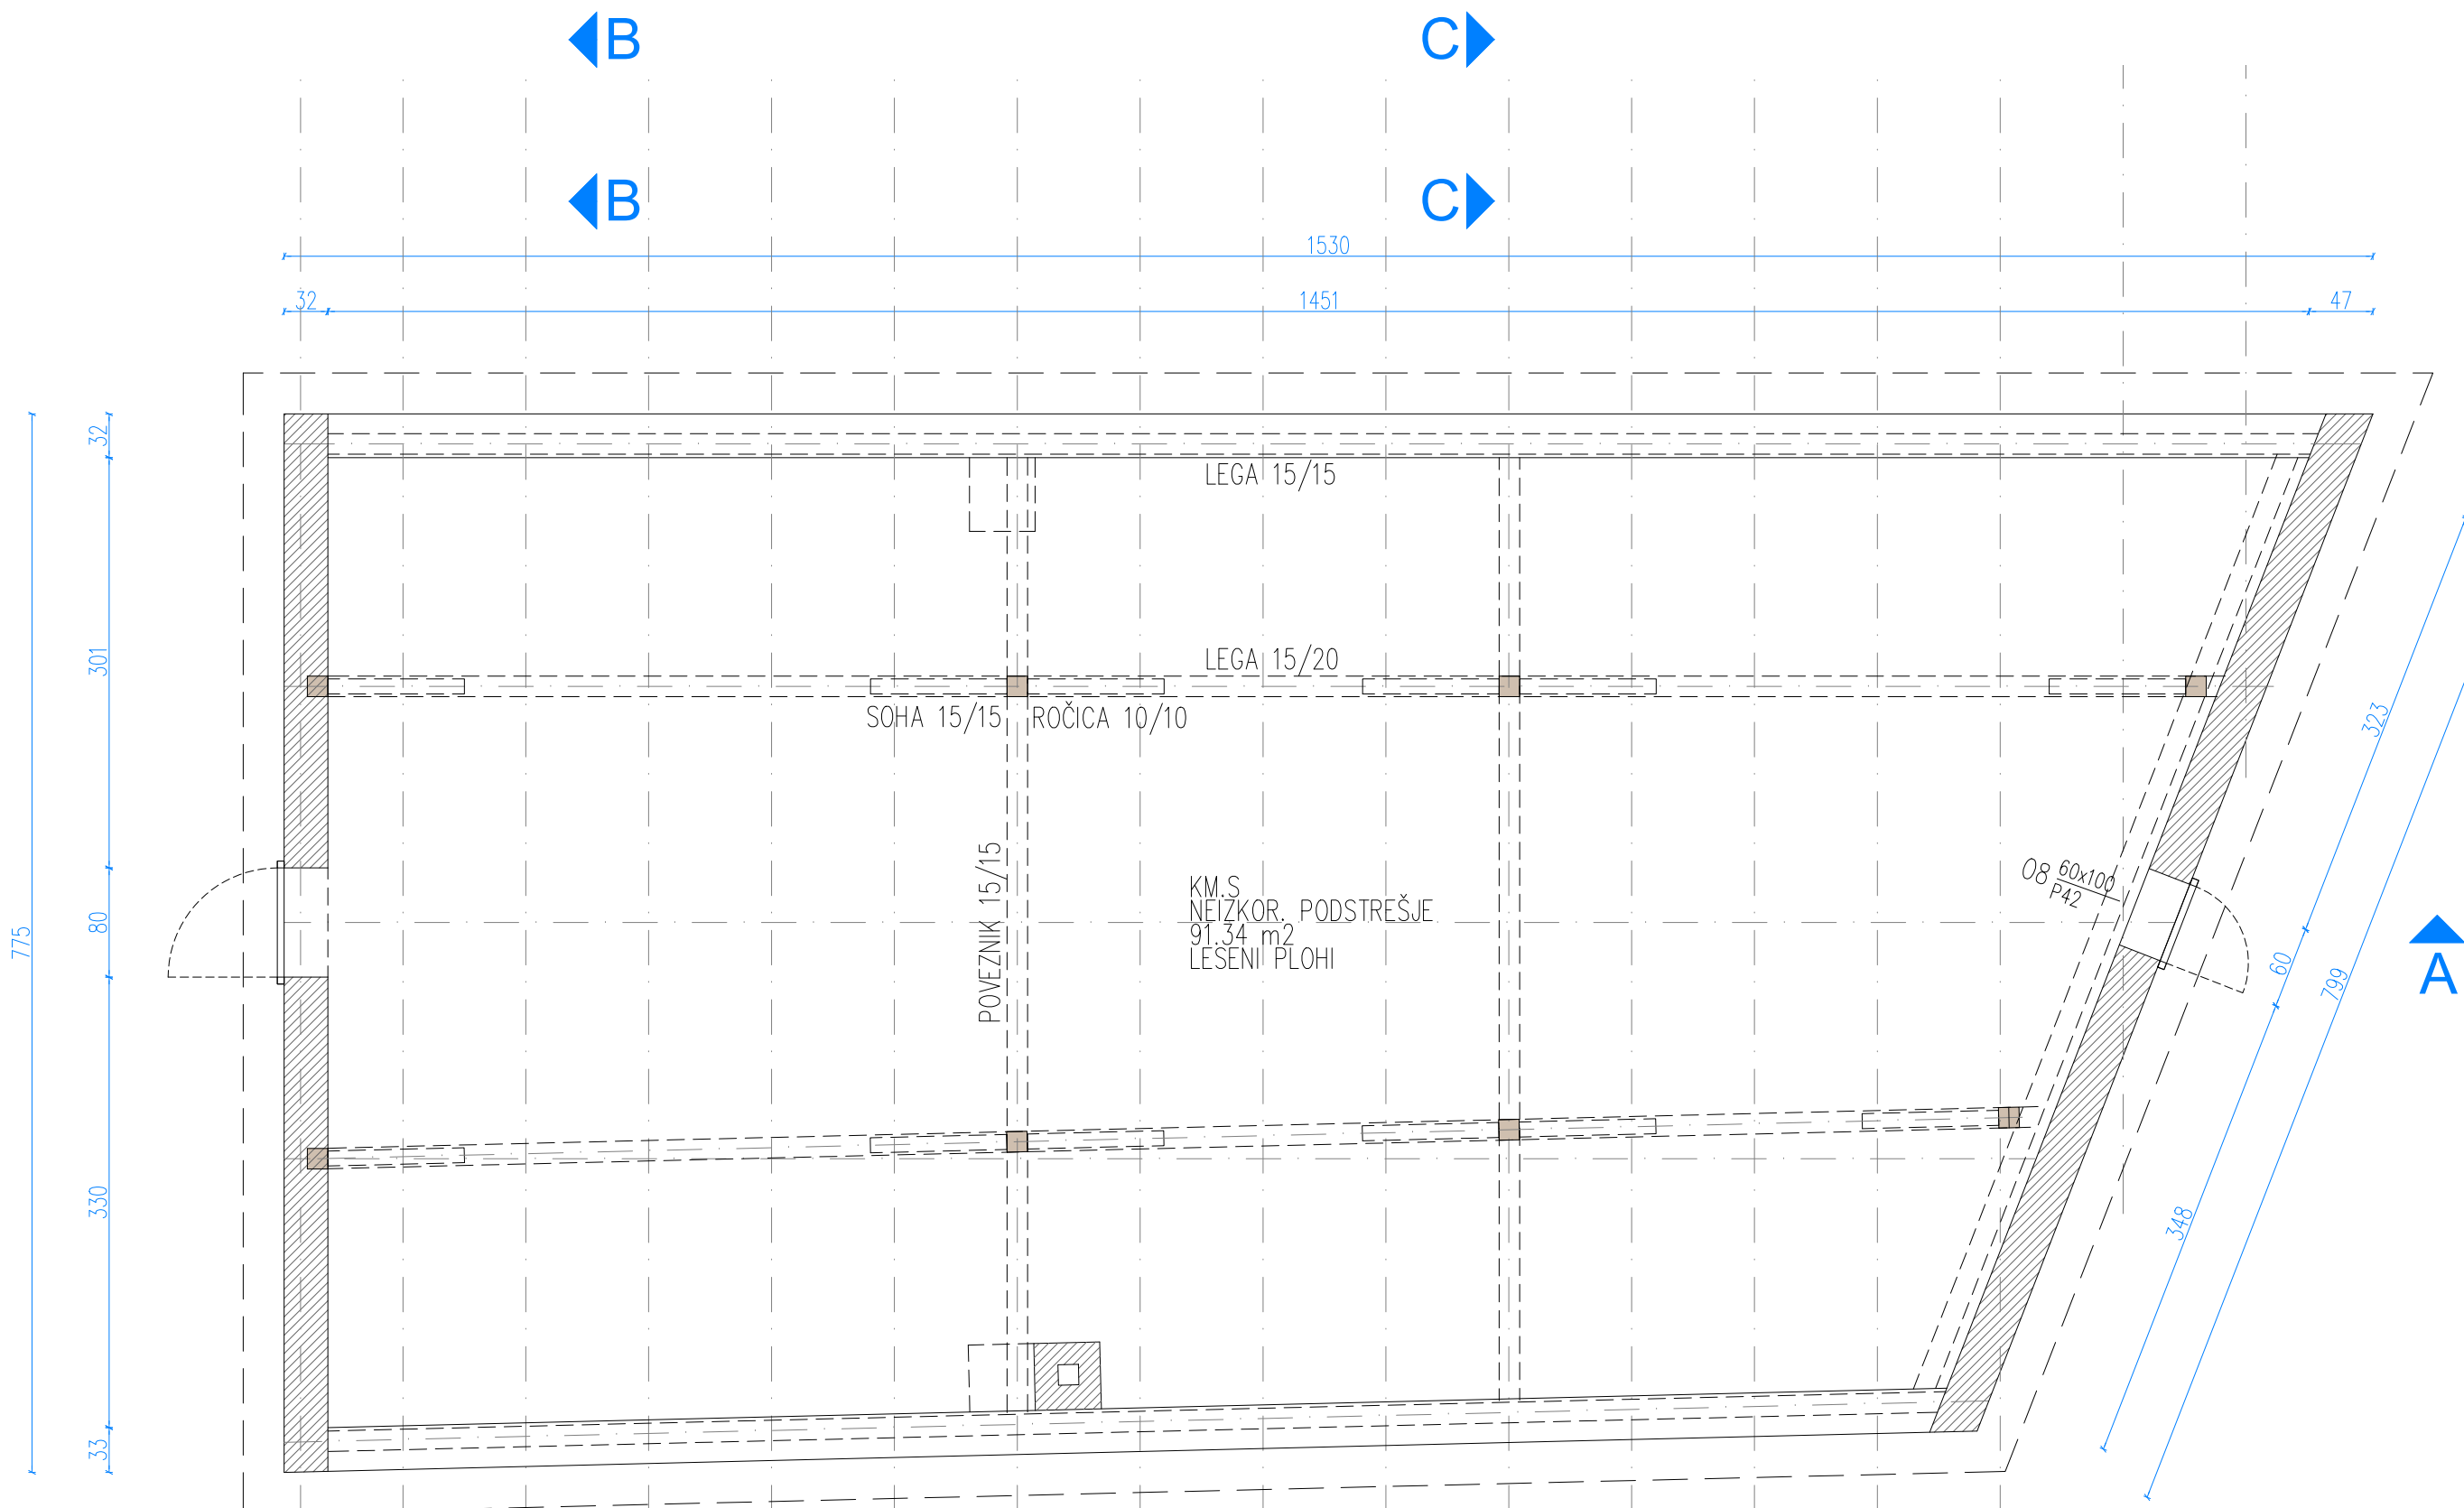 B
C
B
C
1530
32
1451
47
32
LEGA 15/15
301
LEGA 15/20
SOHA 15/15
ROČICA 10/10
323
POVEZNIK 15/15
KM.S
NEIZKOR. PODSTREŠJE
91.34 m2
LESENI PLOHI
O8 60x100
P42
80
775
60
799
A
330
348
33